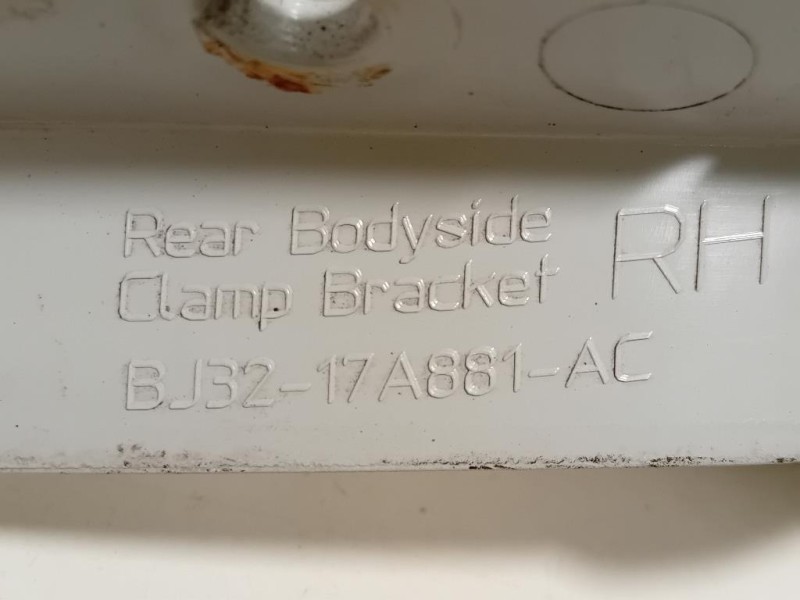 Rear Bodyside
Clamp Bracket
RH
BJ32-17A881-AC